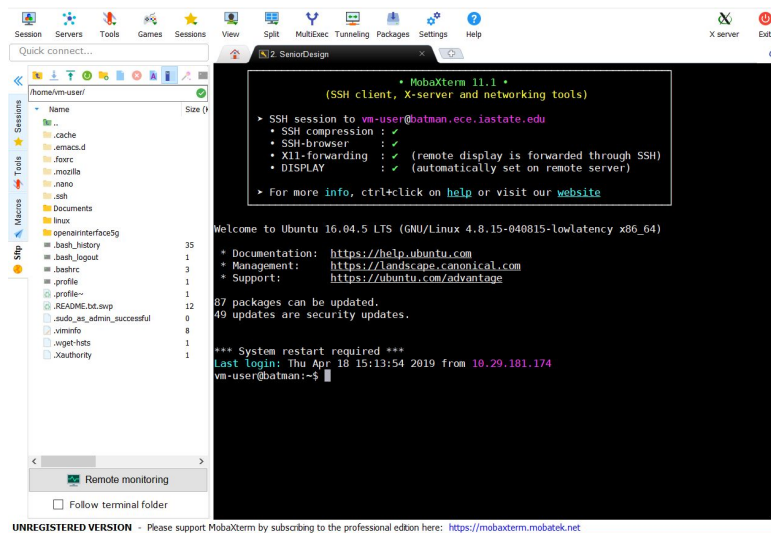 Session Servers Tools Games Sessions View Split MultiExec Tunneling Packages Settings Help X server Exit
Quick connect...
2. SeniorDesign
/home/vm-user/
Name Size (K
..
.cache
.emacs.d
.foxrc
.mozilla
.nano
.ssh
Documents
linux
openairinterface5g
.bash_history 35
.bash_logout 1
.bashrc 3
.profile 1
.profile~ 1
.README.txt.swp 12
.sudo_as_admin_successful 0
.viminfo 8
.wget-hsts 1
.Xauthority 1
Sessions
Tools
Macros
Sftp
Remote monitoring
Follow terminal folder
• MobaXterm 11.1 •
(SSH client, X-server and networking tools)
➤ SSH session to vm-user@batman.ece.iastate.edu
• SSH compression : ✔
• SSH-browser : ✔
• X11-forwarding : ✔ (remote display is forwarded through SSH)
• DISPLAY : ✔ (automatically set on remote server)
➤ For more info, ctrl+click on help or visit our website
Welcome to Ubuntu 16.04.5 LTS (GNU/Linux 4.8.15-040815-lowlatency x86_64)
* Documentation: https://help.ubuntu.com
* Management: https://landscape.canonical.com
* Support: https://ubuntu.com/advantage
87 packages can be updated.
49 updates are security updates.
*** System restart required ***
Last login: Thu Apr 18 15:13:54 2019 from 10.29.181.174
vm-user@batman:~$
UNREGISTERED VERSION - Please support MobaXterm by subscribing to the professional edition here: https://mobaxterm.mobatek.net